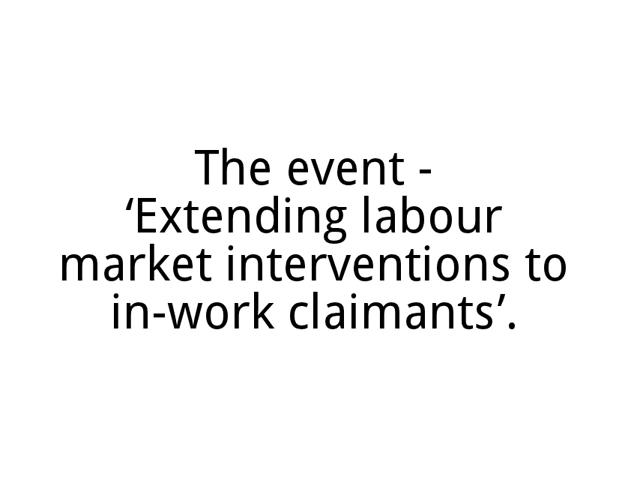 The event -
‘Extending labour
market interventions to
in-work claimants’.